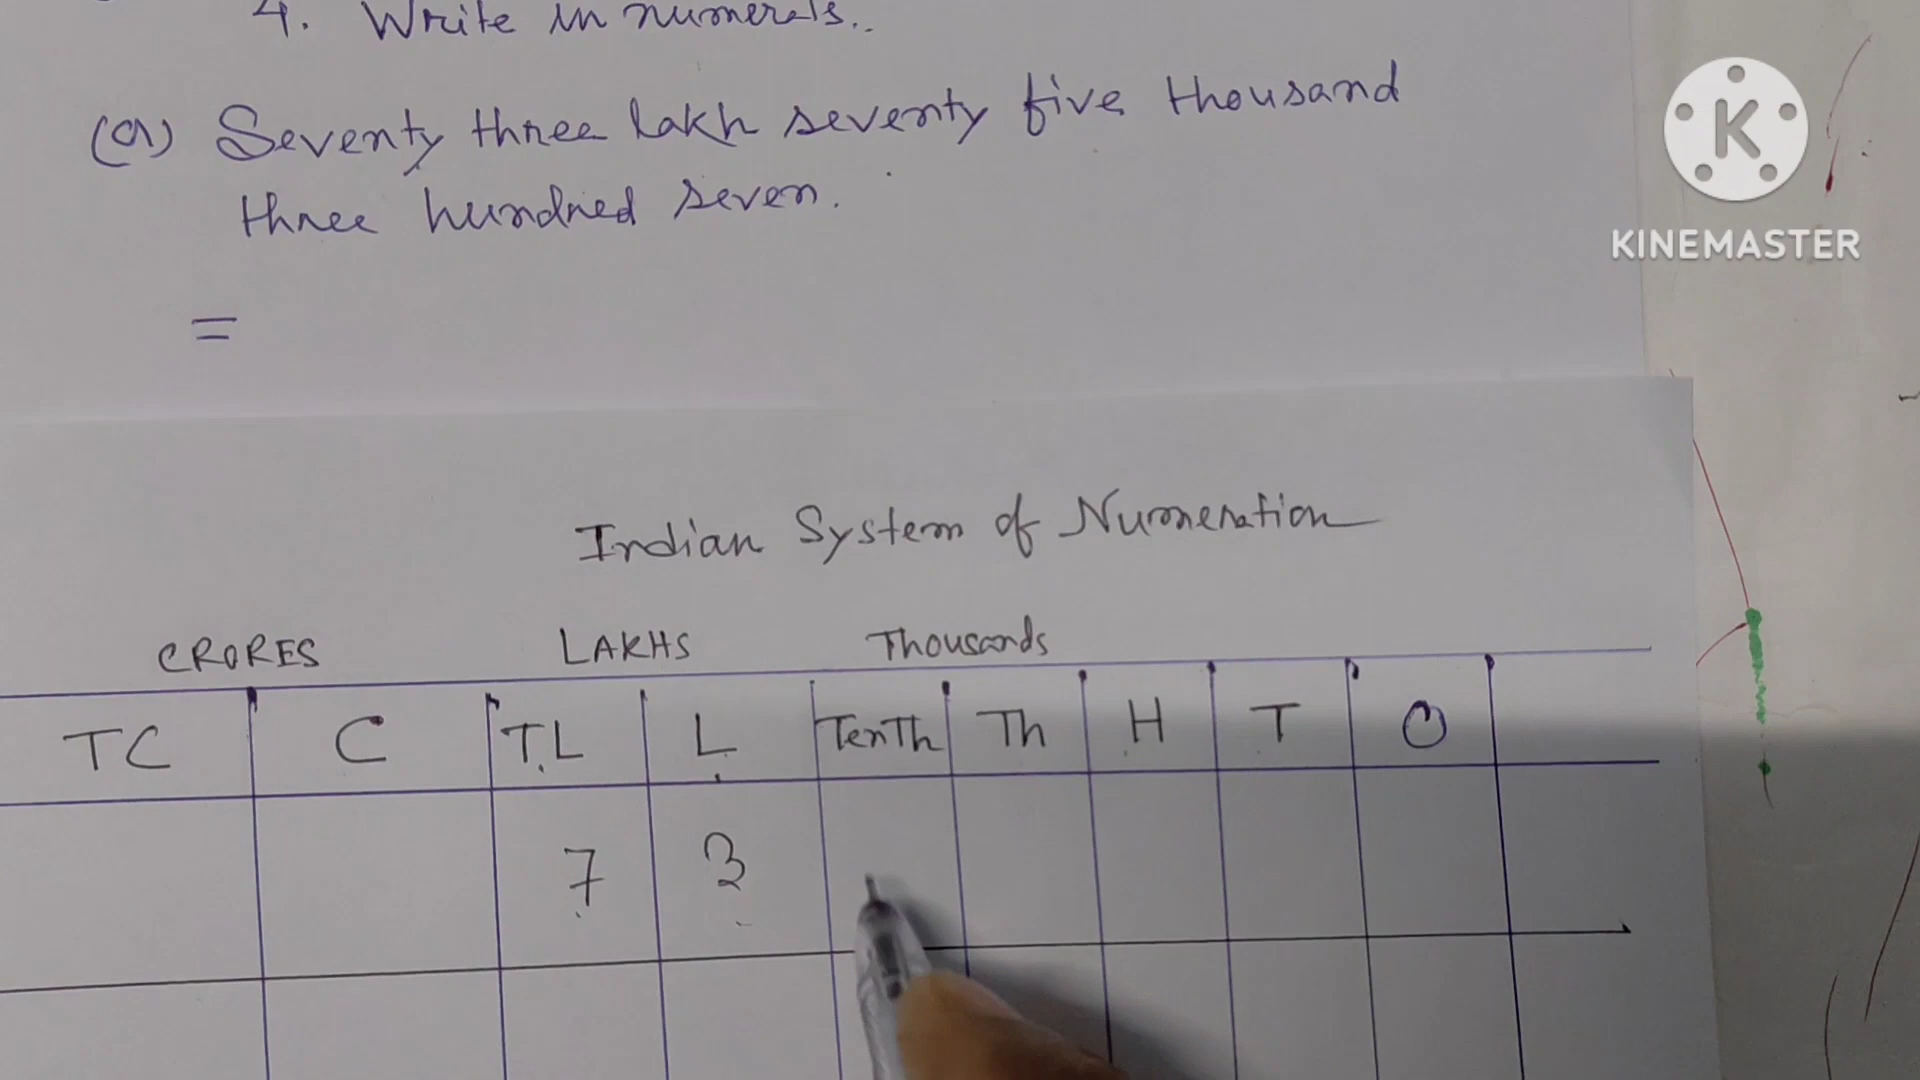 4. Write in numerals.
(a) Seventy three lakh seventy five thousand
three hundred seven.
=
K
KINEMASTER
Indian System of Numeration
CRORES LAKHS Thousands
TC C T.L L TenTh Th H T O
7 3